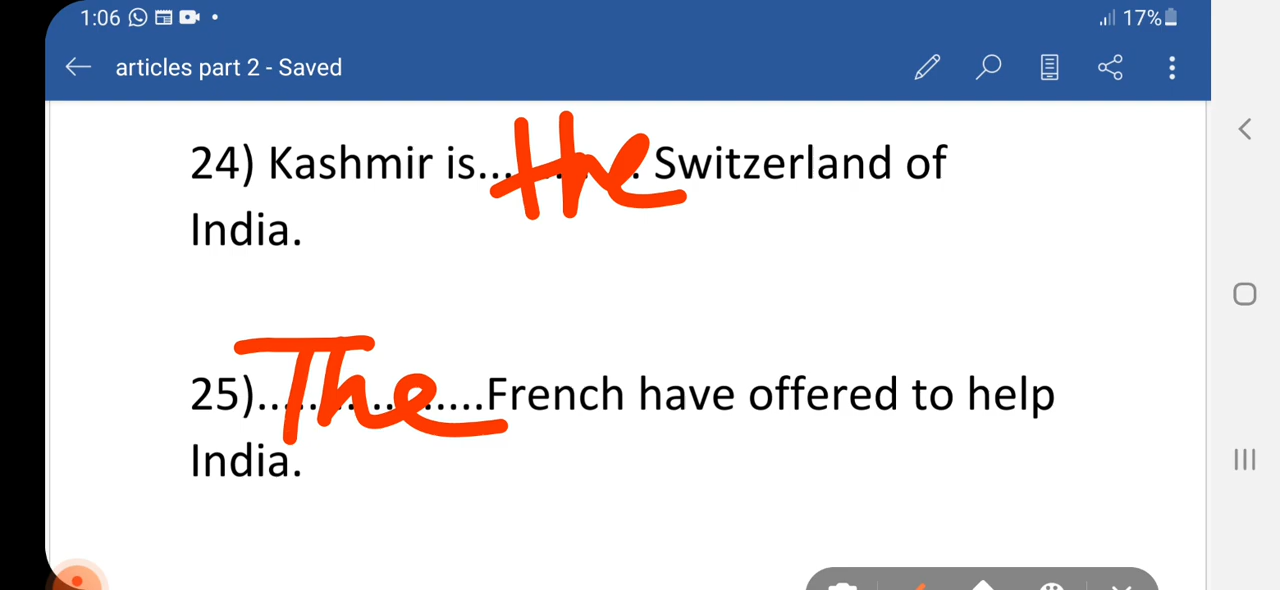 1:06 17%
articles part 2 - Saved
24) Kashmir is...the. Switzerland of
India.
25)..The...French have offered to help
India.